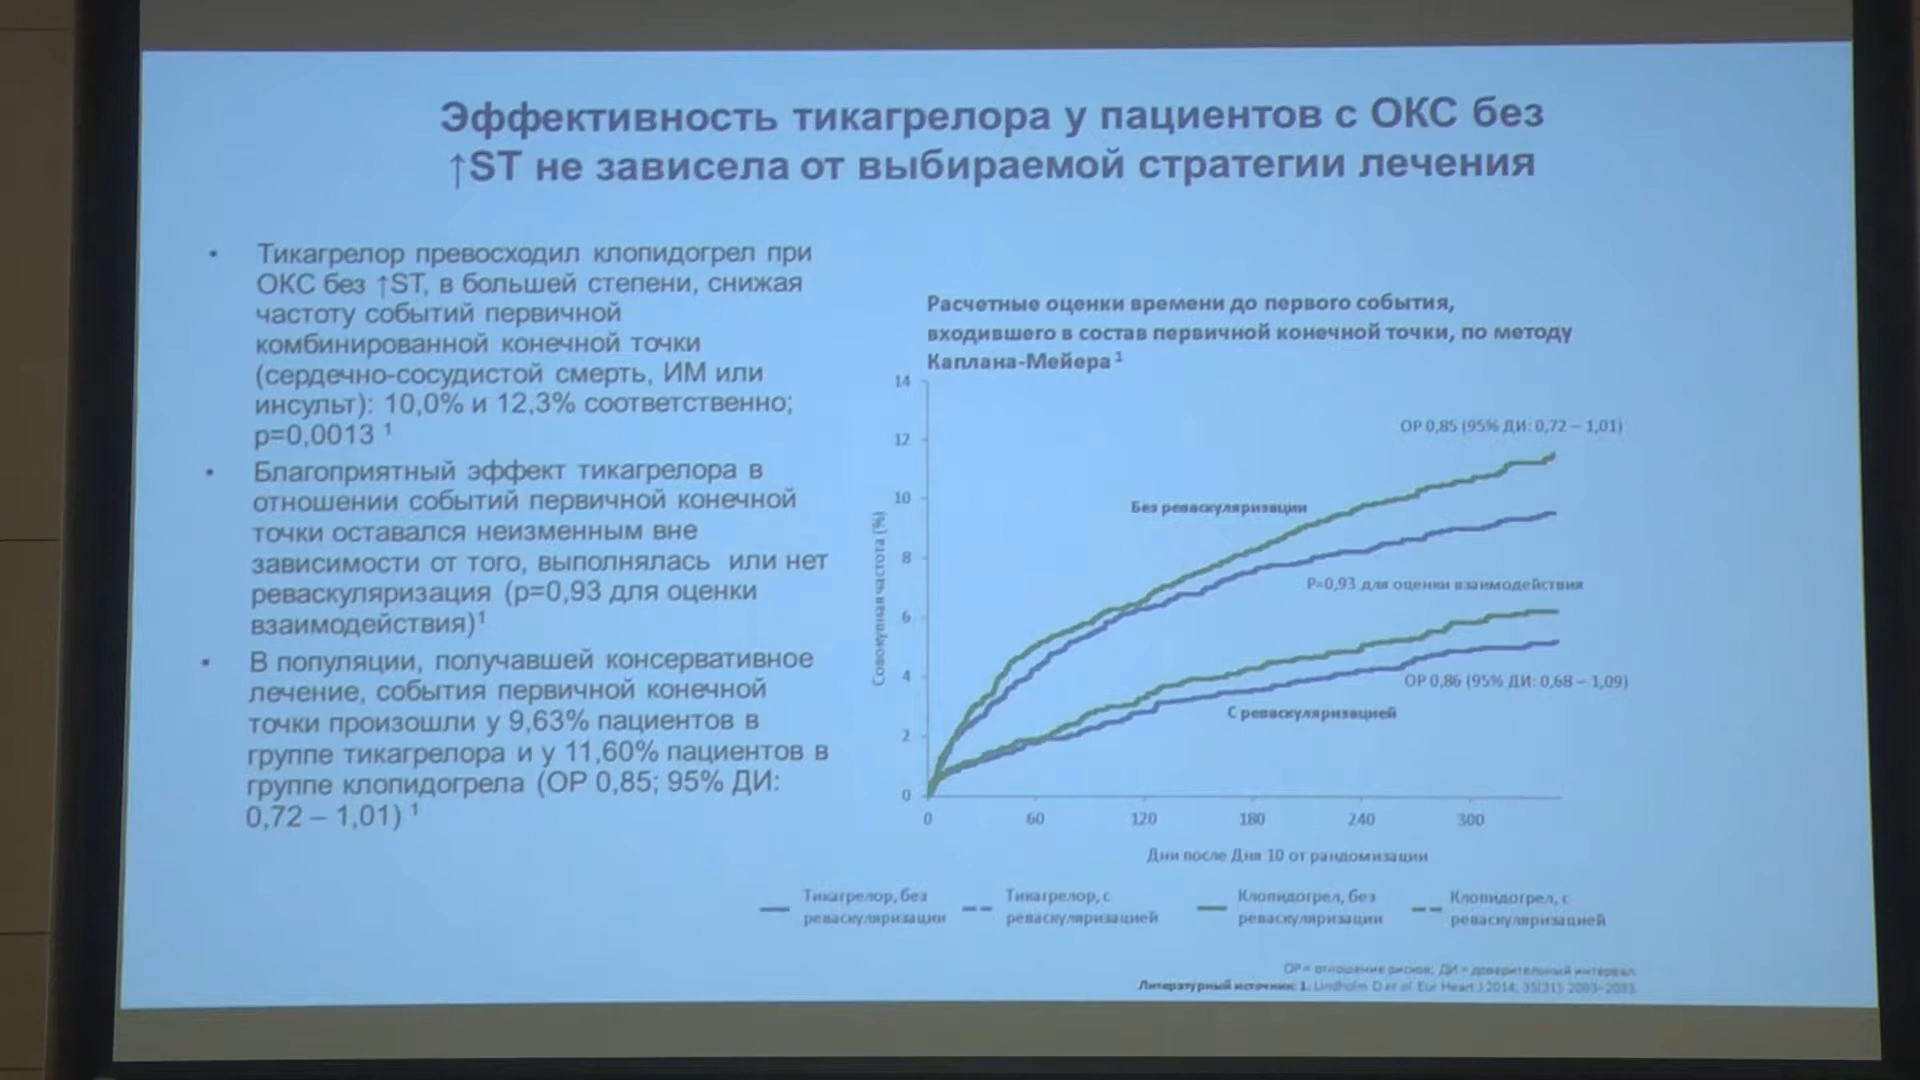 Эффективность тикагрелора у пациентов с ОКС без
↑ST не зависела от выбираемой стратегии лечения
• Тикагрелор превосходил клопидогрел при
ОКС без ↑ST, в большей степени, снижая
частоту событий первичной
комбинированной конечной точки
(сердечно-сосудистой смерть, ИМ или
инсульт): 10,0% и 12,3% соответственно;
p=0,0013 ¹
• Благоприятный эффект тикагрелора в
отношении событий первичной конечной
точки оставался неизменным вне
зависимости от того, выполнялась или нет
реваскуляризация (p=0,93 для оценки
взаимодействия)¹
• В популяции, получавшей консервативное
лечение, события первичной конечной
точки произошли у 9,63% пациентов в
группе тикагрелора и у 11,60% пациентов в
группе клопидогрела (ОР 0,85; 95% ДИ:
0,72 – 1,01) ¹
Расчетные оценки времени до первого события,
входившего в состав первичной конечной точки, по методу
Каплана-Мейера ¹
Совокупная частота (%)
14
12
10
8
6
4
2
0
ОР 0,85 (95% ДИ: 0,72 – 1,01)
Без реваскуляризации
P=0,93 для оценки взаимодействия
ОР 0,86 (95% ДИ: 0,68 – 1,09)
С реваскуляризацией
0 60 120 180 240 300
Дни после Дня 10 от рандомизации
Тикагрелор, без
реваскуляризации
Тикагрелор, с
реваскуляризацией
Клопидогрел, без
реваскуляризации
Клопидогрел, с
реваскуляризацией
ОР = отношение рисков; ДИ = доверительный интервал.
Литературный источник: 1. Lindholm D et al. Eur Heart J 2014; 35(31):